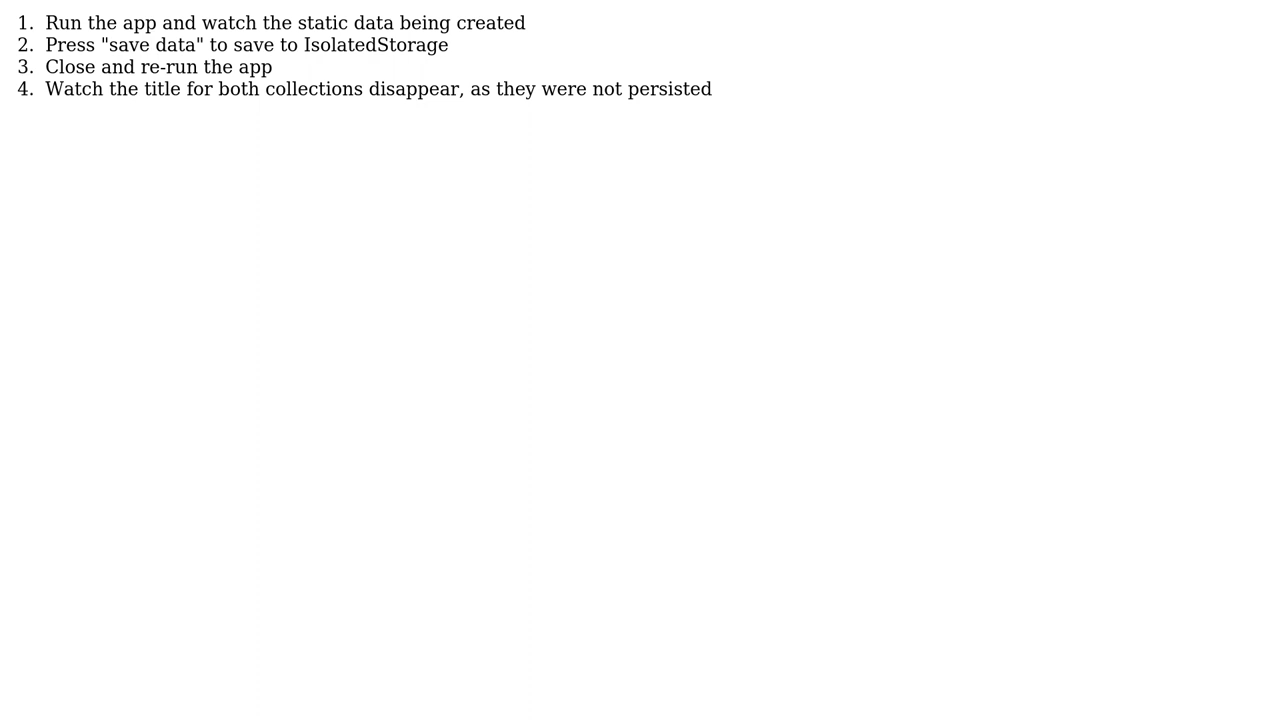 1. Run the app and watch the static data being created
2. Press "save data" to save to IsolatedStorage
3. Close and re-run the app
4. Watch the title for both collections disappear, as they were not persisted